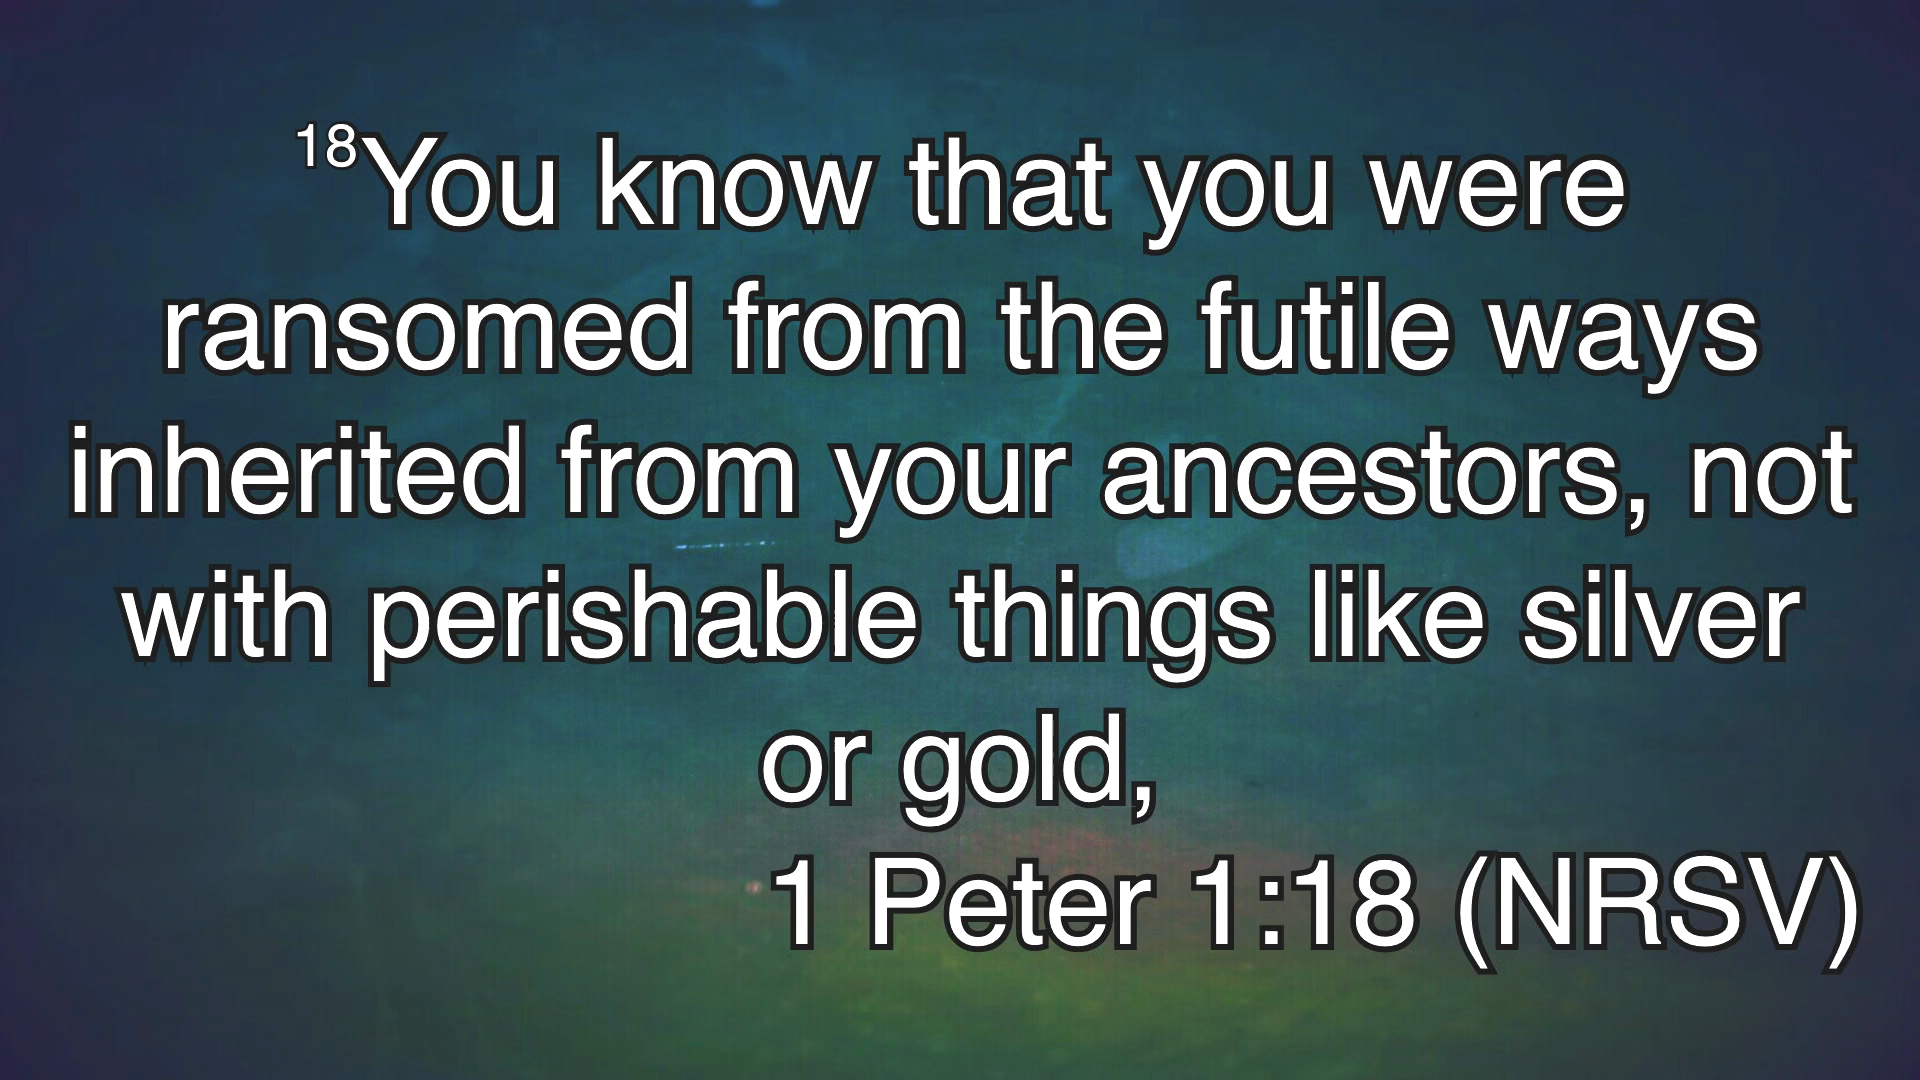 18You know that you were
ransomed from the futile ways
inherited from your ancestors, not
with perishable things like silver
or gold,
1 Peter 1:18 (NRSV)